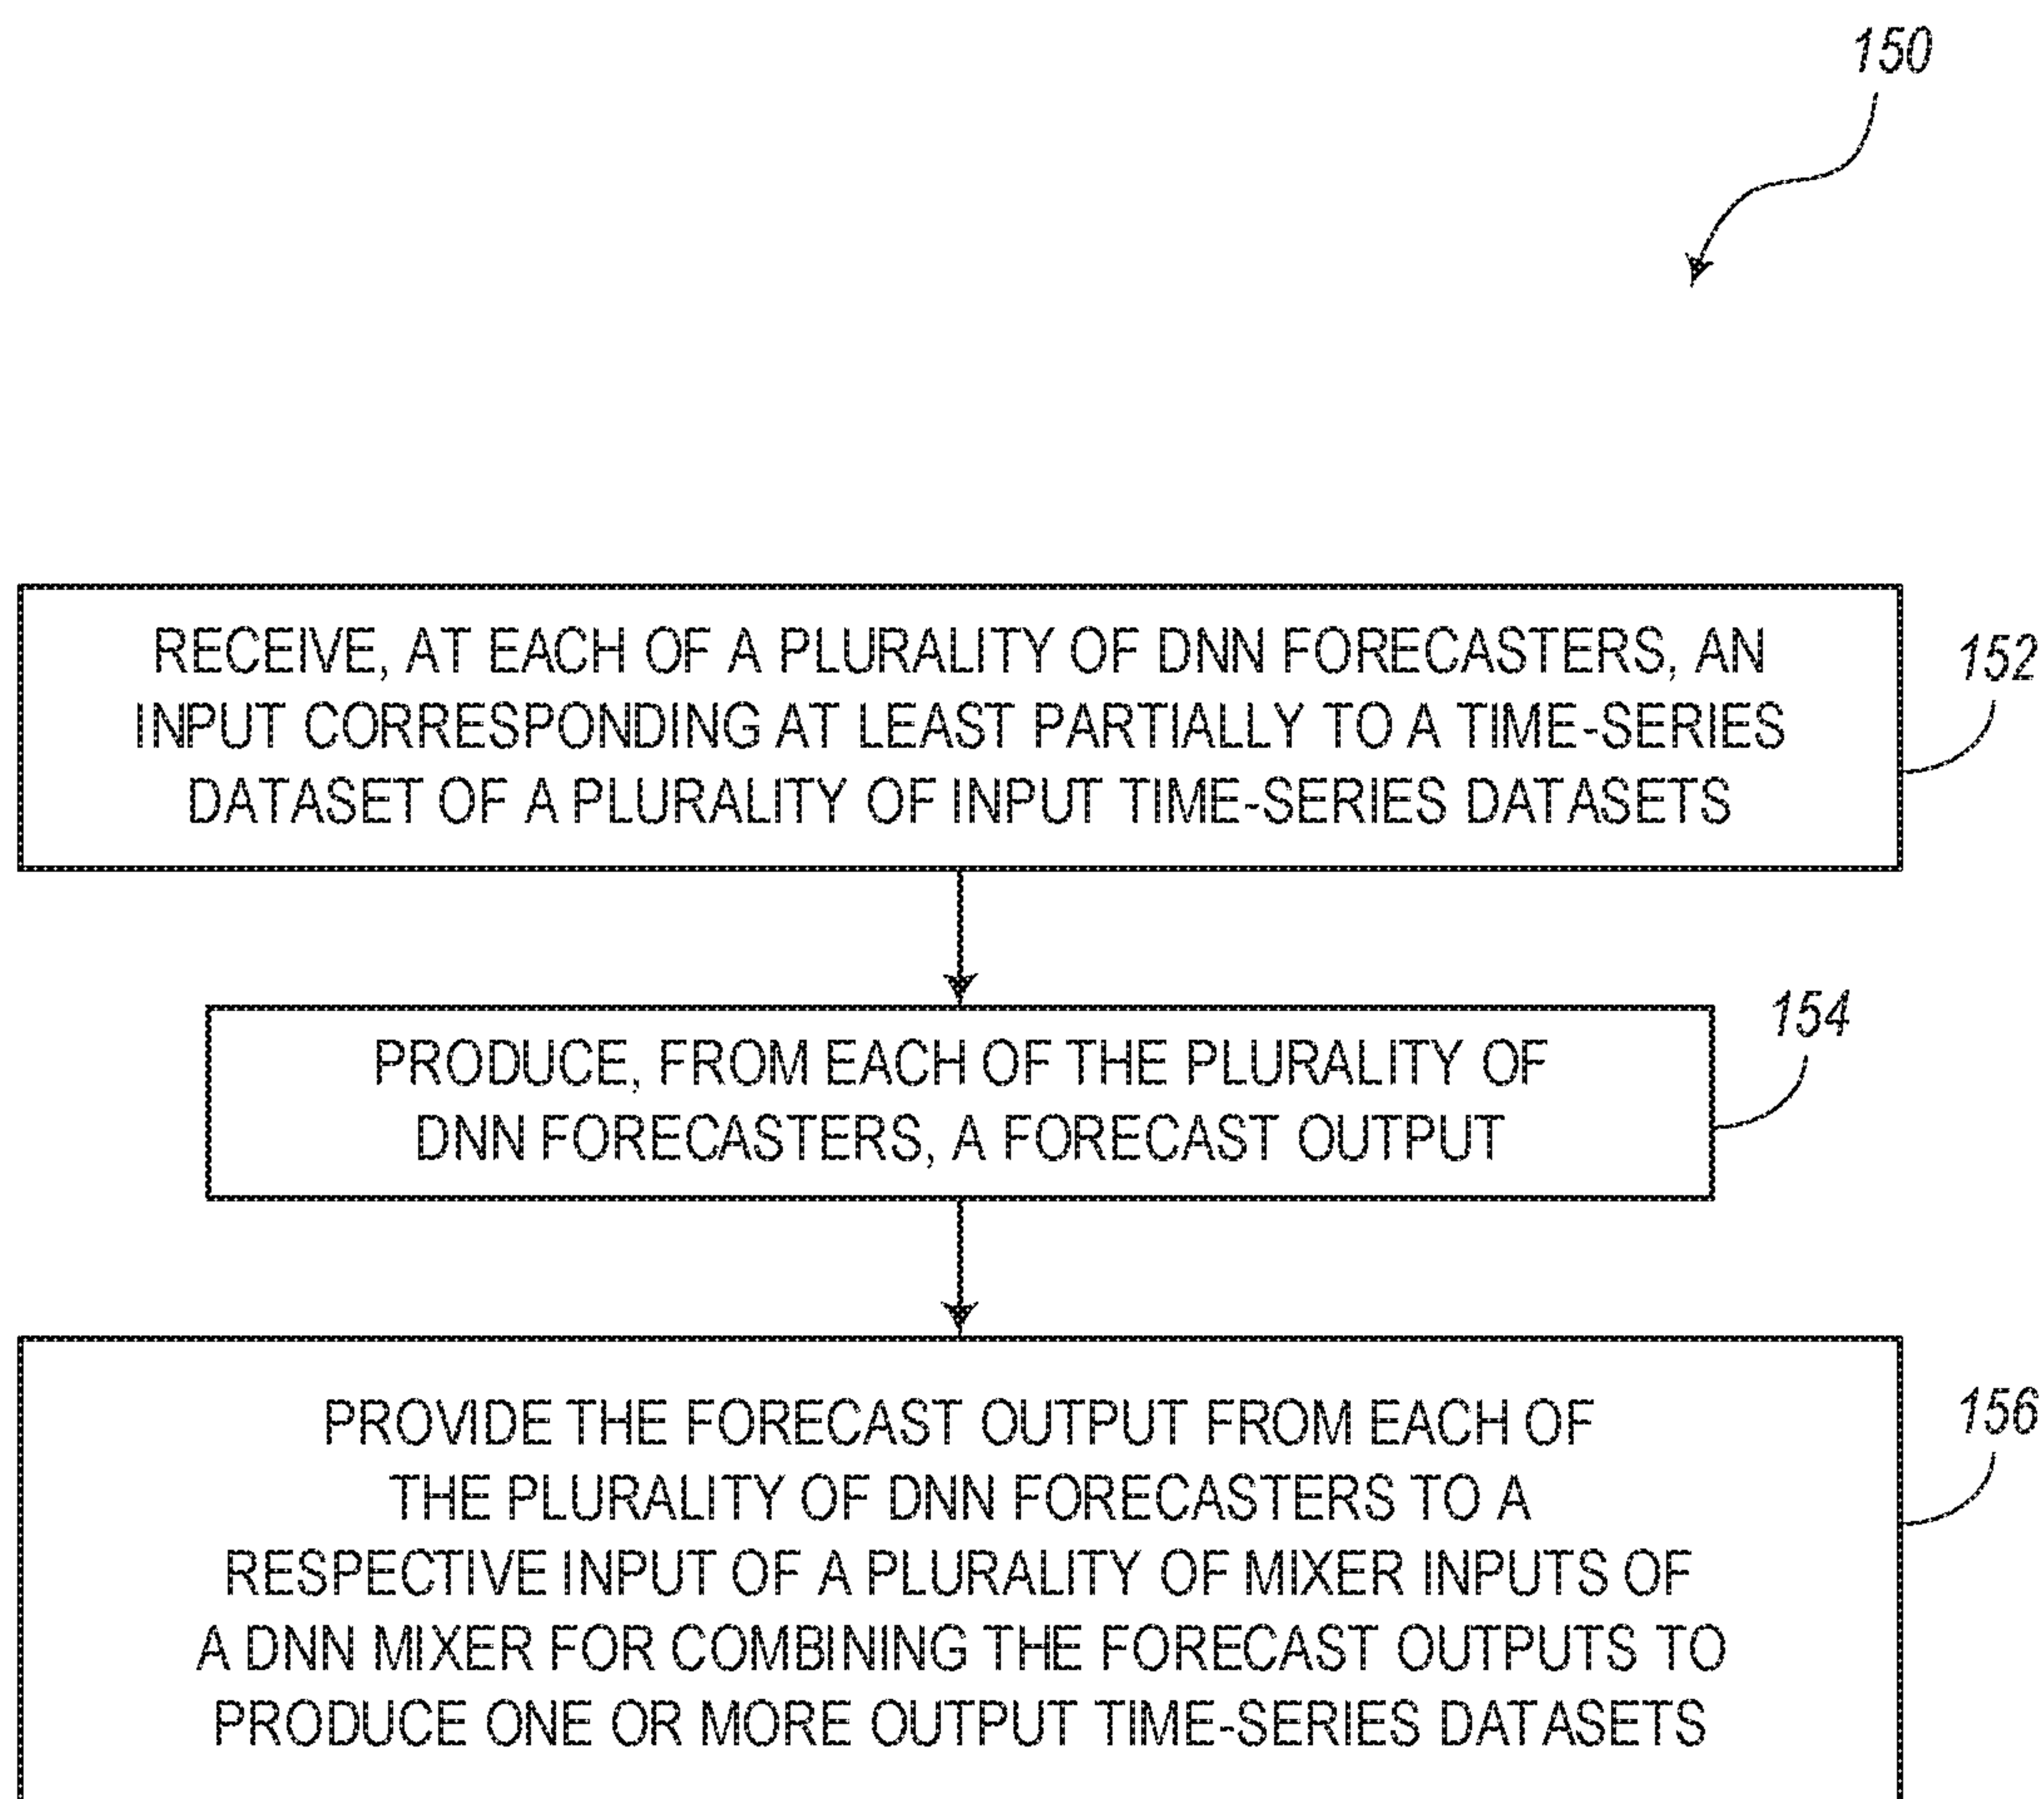 150
RECEIVE, AT EACH OF A PLURALITY OF DNN FORECASTERS, AN
INPUT CORRESPONDING AT LEAST PARTIALLY TO A TIME-SERIES
DATASET OF A PLURALITY OF INPUT TIME-SERIES DATASETS
152
PRODUCE, FROM EACH OF THE PLURALITY OF
DNN FORECASTERS, A FORECAST OUTPUT
154
PROVIDE THE FORECAST OUTPUT FROM EACH OF
THE PLURALITY OF DNN FORECASTERS TO A
RESPECTIVE INPUT OF A PLURALITY OF MIXER INPUTS OF
A DNN MIXER FOR COMBINING THE FORECAST OUTPUTS TO
PRODUCE ONE OR MORE OUTPUT TIME-SERIES DATASETS
156